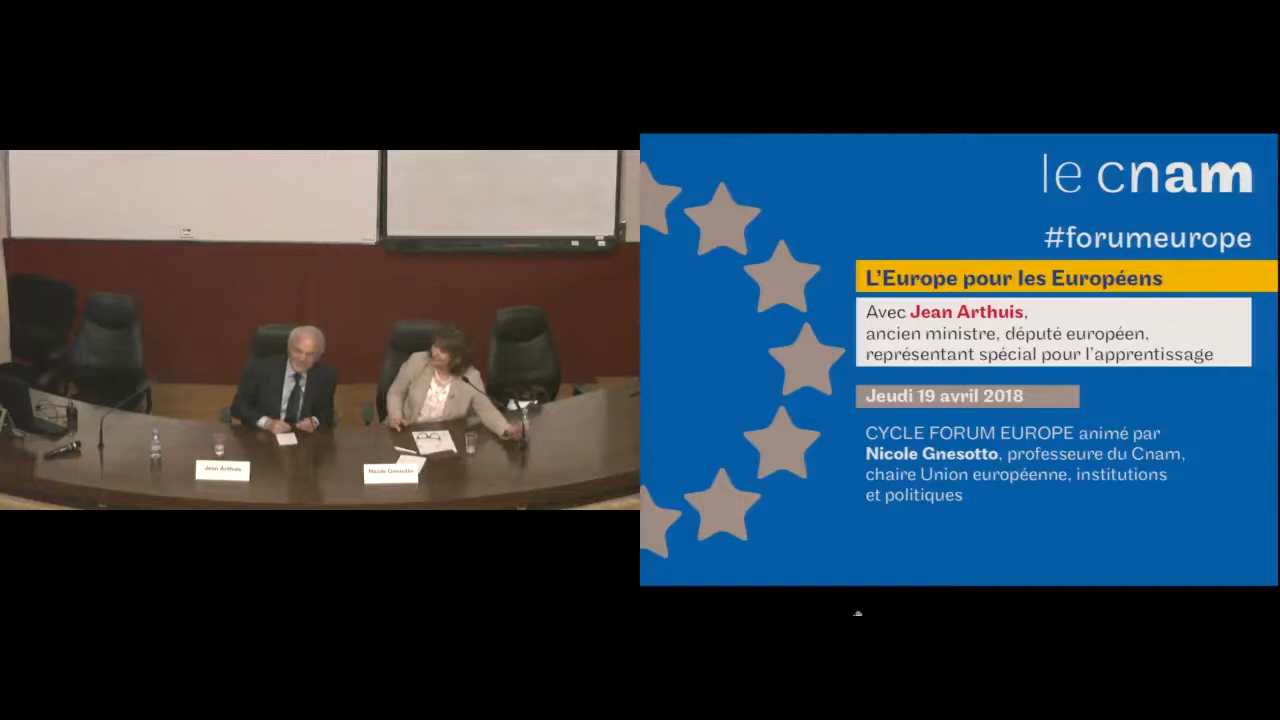 Jean Arthuis
Nicole Gnesotto
le cnam
#forumeurope
L'Europe pour les Européens
Avec Jean Arthuis,
ancien ministre, député européen,
représentant spécial pour l'apprentissage
Jeudi 19 avril 2018
CYCLE FORUM EUROPE animé par
Nicole Gnesotto, professeure du Cnam,
chaire Union européenne, institutions
et politiques